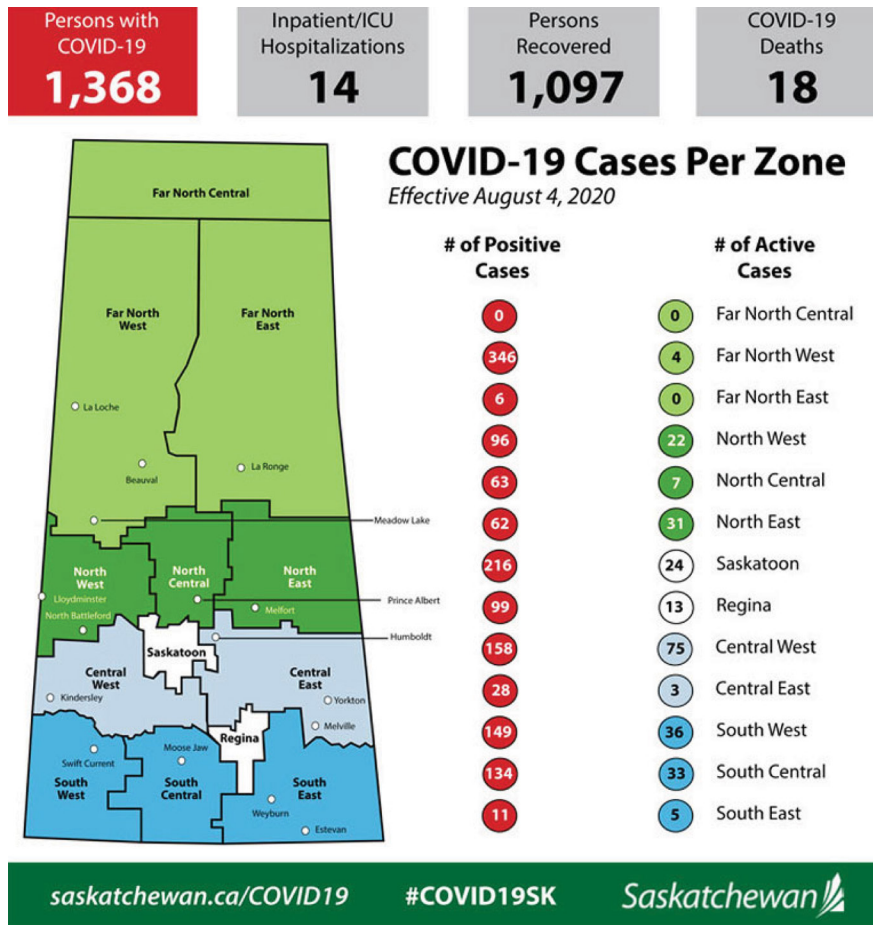 Persons with
COVID-19
1,368
Inpatient/ICU
Hospitalizations
14
Persons
Recovered
1,097
COVID-19
Deaths
18
COVID-19 Cases Per Zone
Effective August 4, 2020
# of Positive
Cases
# of Active
Cases
0 0 Far North Central
346 4 Far North West
6 0 Far North East
96 22 North West
63 7 North Central
62 31 North East
216 24 Saskatoon
99 13 Regina
158 75 Central West
28 3 Central East
149 36 South West
134 33 South Central
11 5 South East
Far North Central
Far North
West
Far North
East
La Loche
Beauval
La Ronge
Meadow Lake
North
West
North
Central
North
East
Lloydminster
Prince Albert
North Battleford
Melfort
Humboldt
Saskatoon
Central
West
Central
East
Kindersley
Yorkton
Melville
Regina
Moose Jaw
Swift Current
South
West
South
Central
South
East
Weyburn
Estevan
saskatchewan.ca/COVID19
#COVID19SK
Saskatchewan